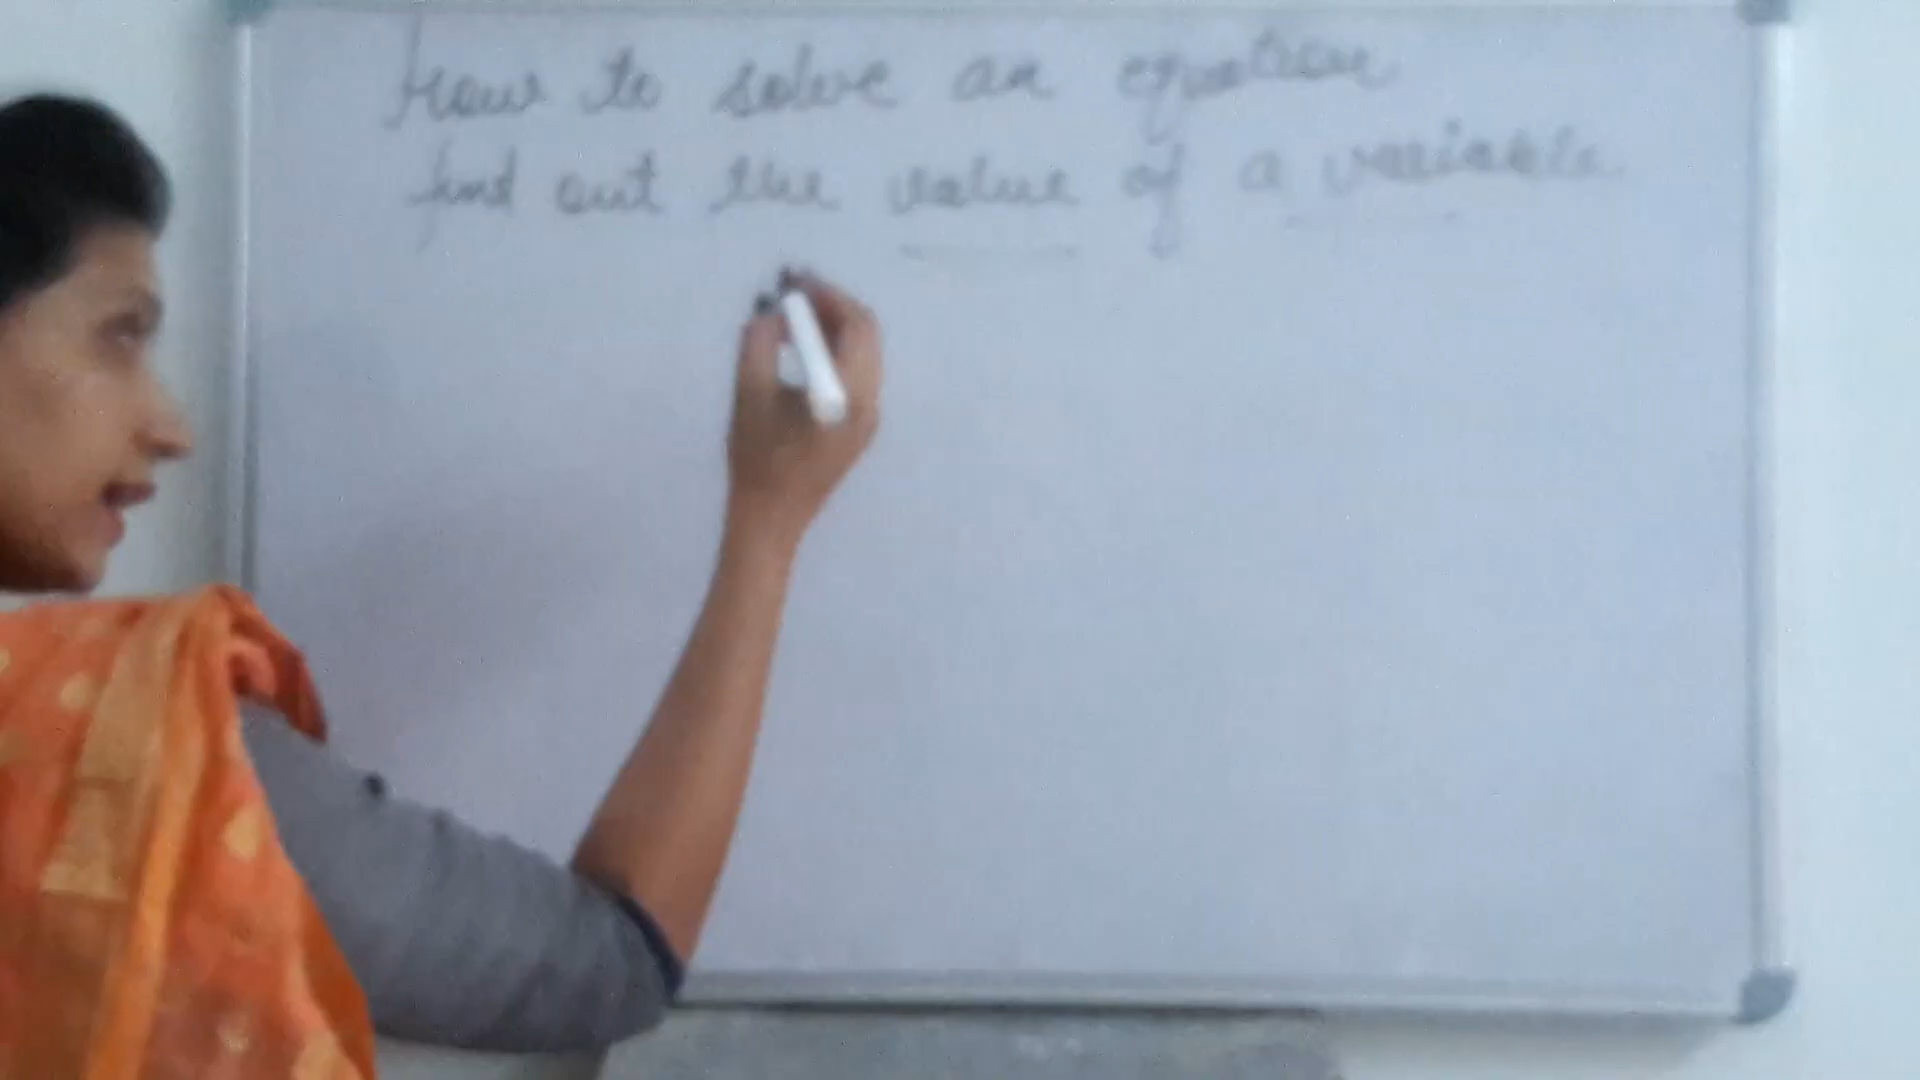 How to solve an equation
find out the value of a variable